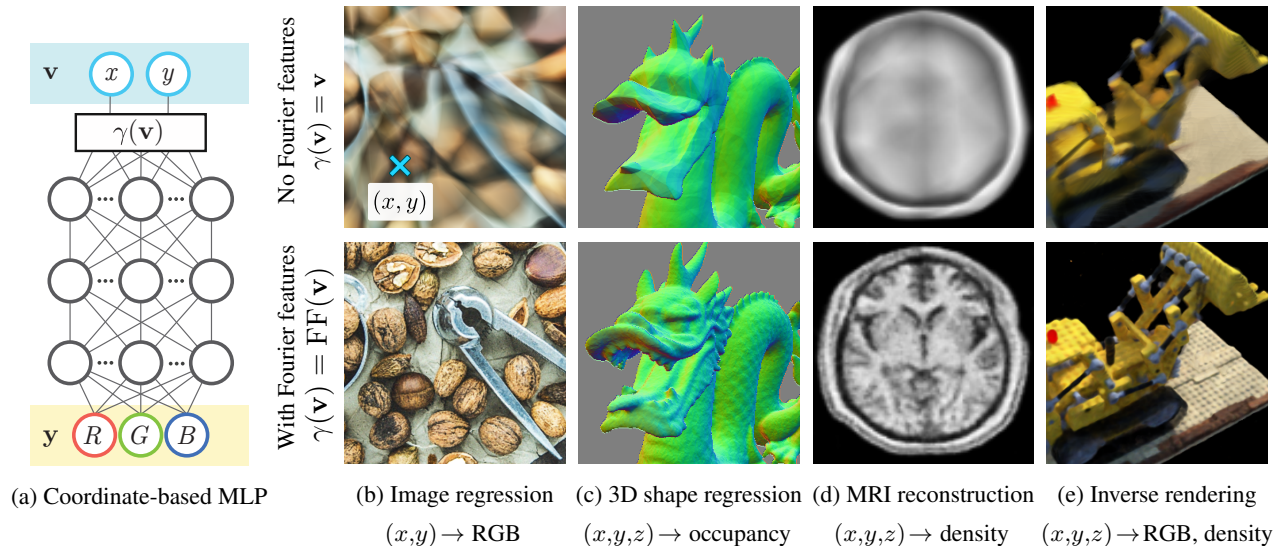 v
x
y
γ(v)
...
...
...
...
...
...
y
R
G
B
No Fourier features
γ(v) = v
With Fourier features
γ(v) = FF(v)
(x, y)
(a) Coordinate-based MLP
(b) Image regression
(x,y) → RGB
(c) 3D shape regression
(x,y,z) → occupancy
(d) MRI reconstruction
(x,y,z) → density
(e) Inverse rendering
(x,y,z) → RGB, density